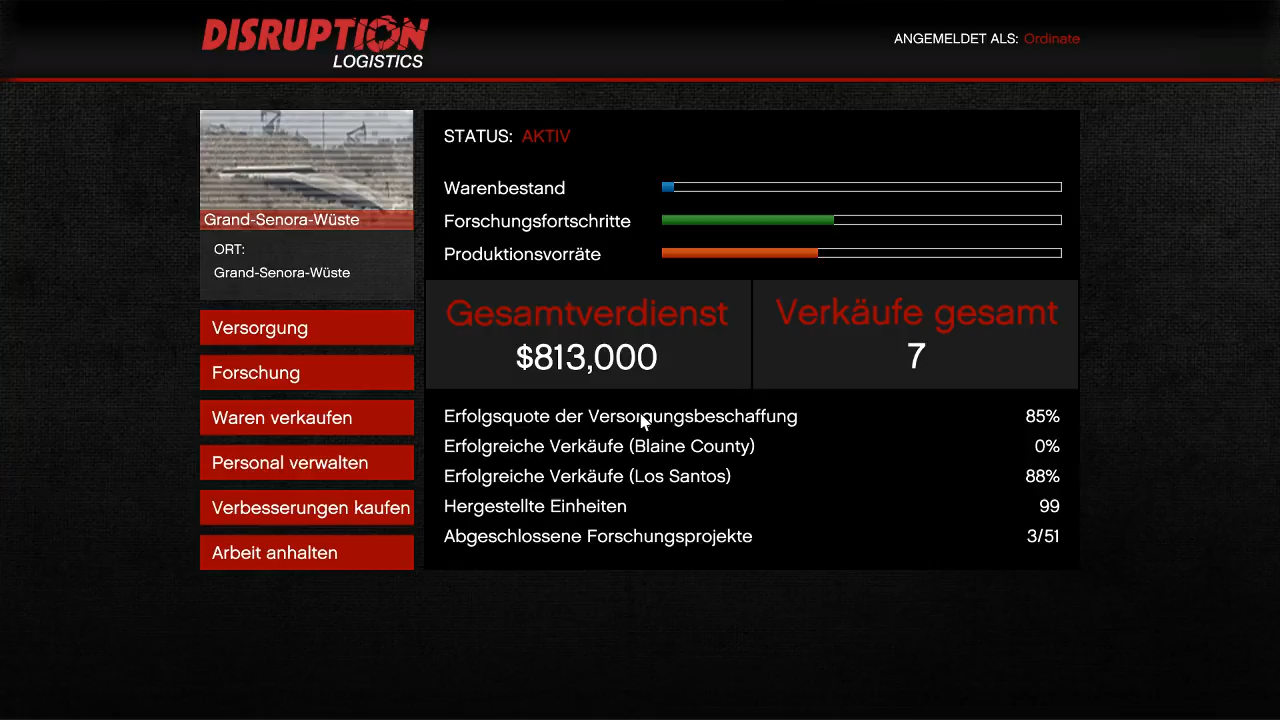 DISRUPTION
LOGISTICS
ANGEMELDET ALS: Ordinate
Grand-Senora-Wüste
ORT:
Grand-Senora-Wüste
Versorgung
Forschung
Waren verkaufen
Personal verwalten
Verbesserungen kaufen
Arbeit anhalten
STATUS: AKTIV
Warenbestand
Forschungsfortschritte
Produktionsvorräte
Gesamtverdienst
$813,000
Verkäufe gesamt
7
Erfolgsquote der Versorgungsbeschaffung 85%
Erfolgreiche Verkäufe (Blaine County) 0%
Erfolgreiche Verkäufe (Los Santos) 88%
Hergestellte Einheiten 99
Abgeschlossene Forschungsprojekte 3/51